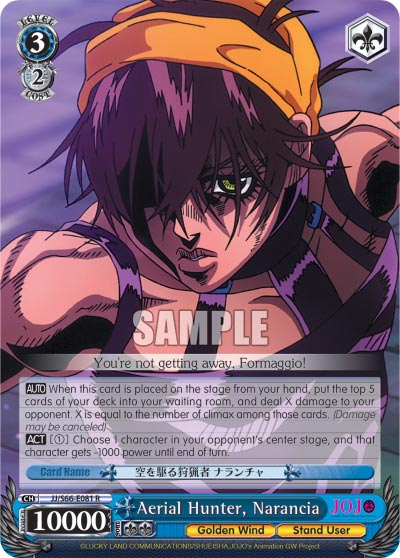 LEVEL
3
2
COST
SAMPLE
You're not getting away, Formaggio!
AUTO When this card is placed on the stage from your hand, put the top 5
cards of your deck into your waiting room, and deal X damage to your
opponent. X is equal to the number of climax among those cards. (Damage
may be canceled)
ACT [①] Choose 1 character in your opponent's center stage, and that
character gets -1000 power until end of turn.
Card Name 空を駆る狩猟者 ナランチャ
CH JJ/S66-E081 R
POWER 10000 SOUL Aerial Hunter, Narancia JOJO
Golden Wind Stand User
©LUCKY LAND COMMUNICATIONS/SHUEISHA,JOJO's Animation GW Project